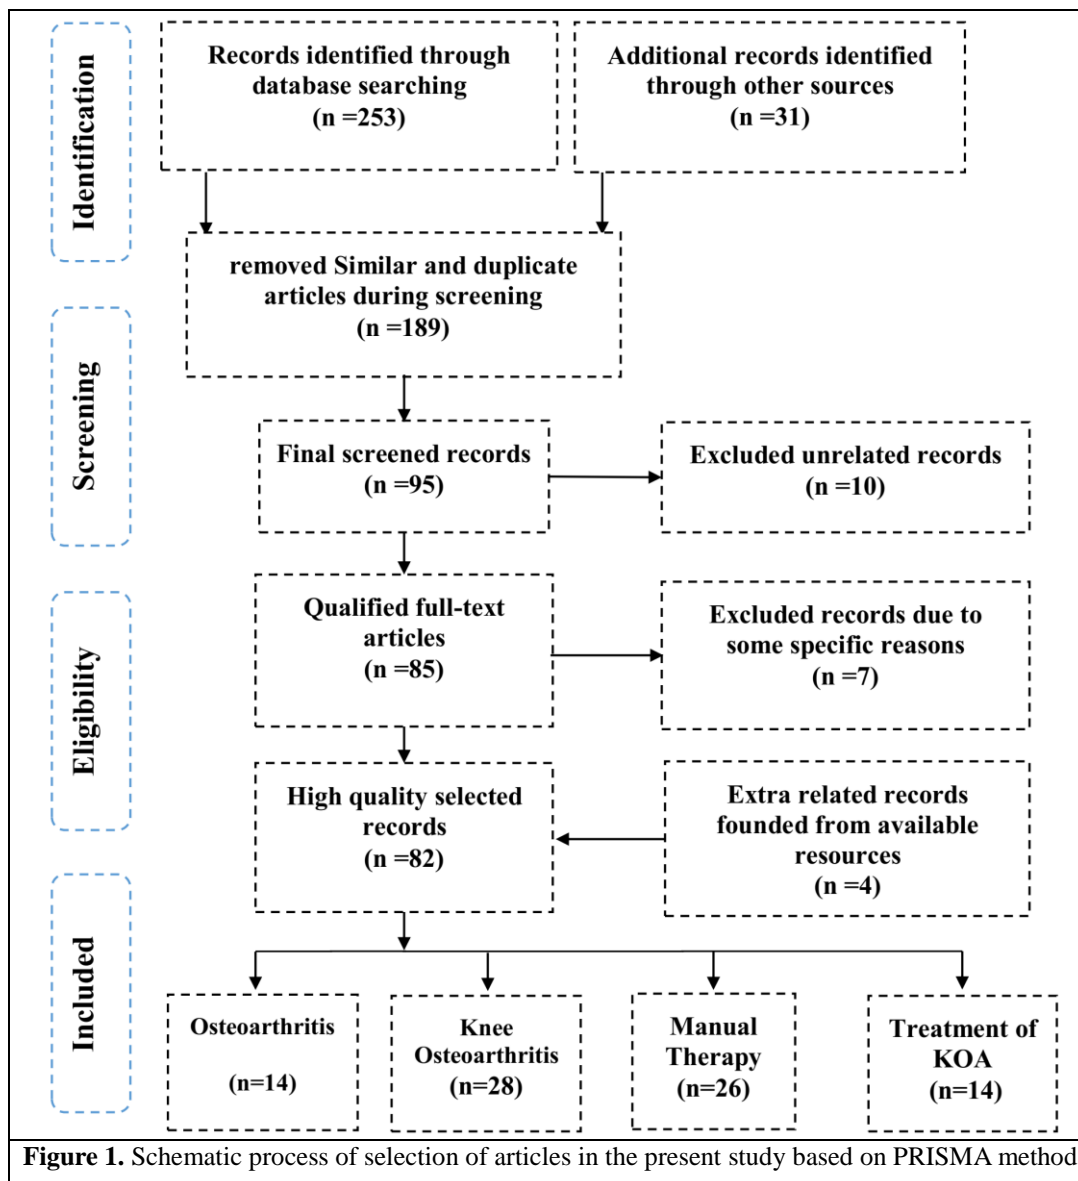 Identification
Records identified through
database searching
(n =253)
Additional records identified
through other sources
(n =31)
removed Similar and duplicate
articles during screening
(n =189)
Screening
Final screened records
(n =95)
Excluded unrelated records
(n =10)
Eligibility
Qualified full-text
articles
(n =85)
Excluded records due to
some specific reasons
(n =7)
High quality selected
records
(n =82)
Extra related records
founded from available
resources
(n =4)
Included
Osteoarthritis
(n=14)
Knee
Osteoarthritis
(n=28)
Manual
Therapy
(n=26)
Treatment of
KOA
(n=14)
Figure 1. Schematic process of selection of articles in the present study based on PRISMA method